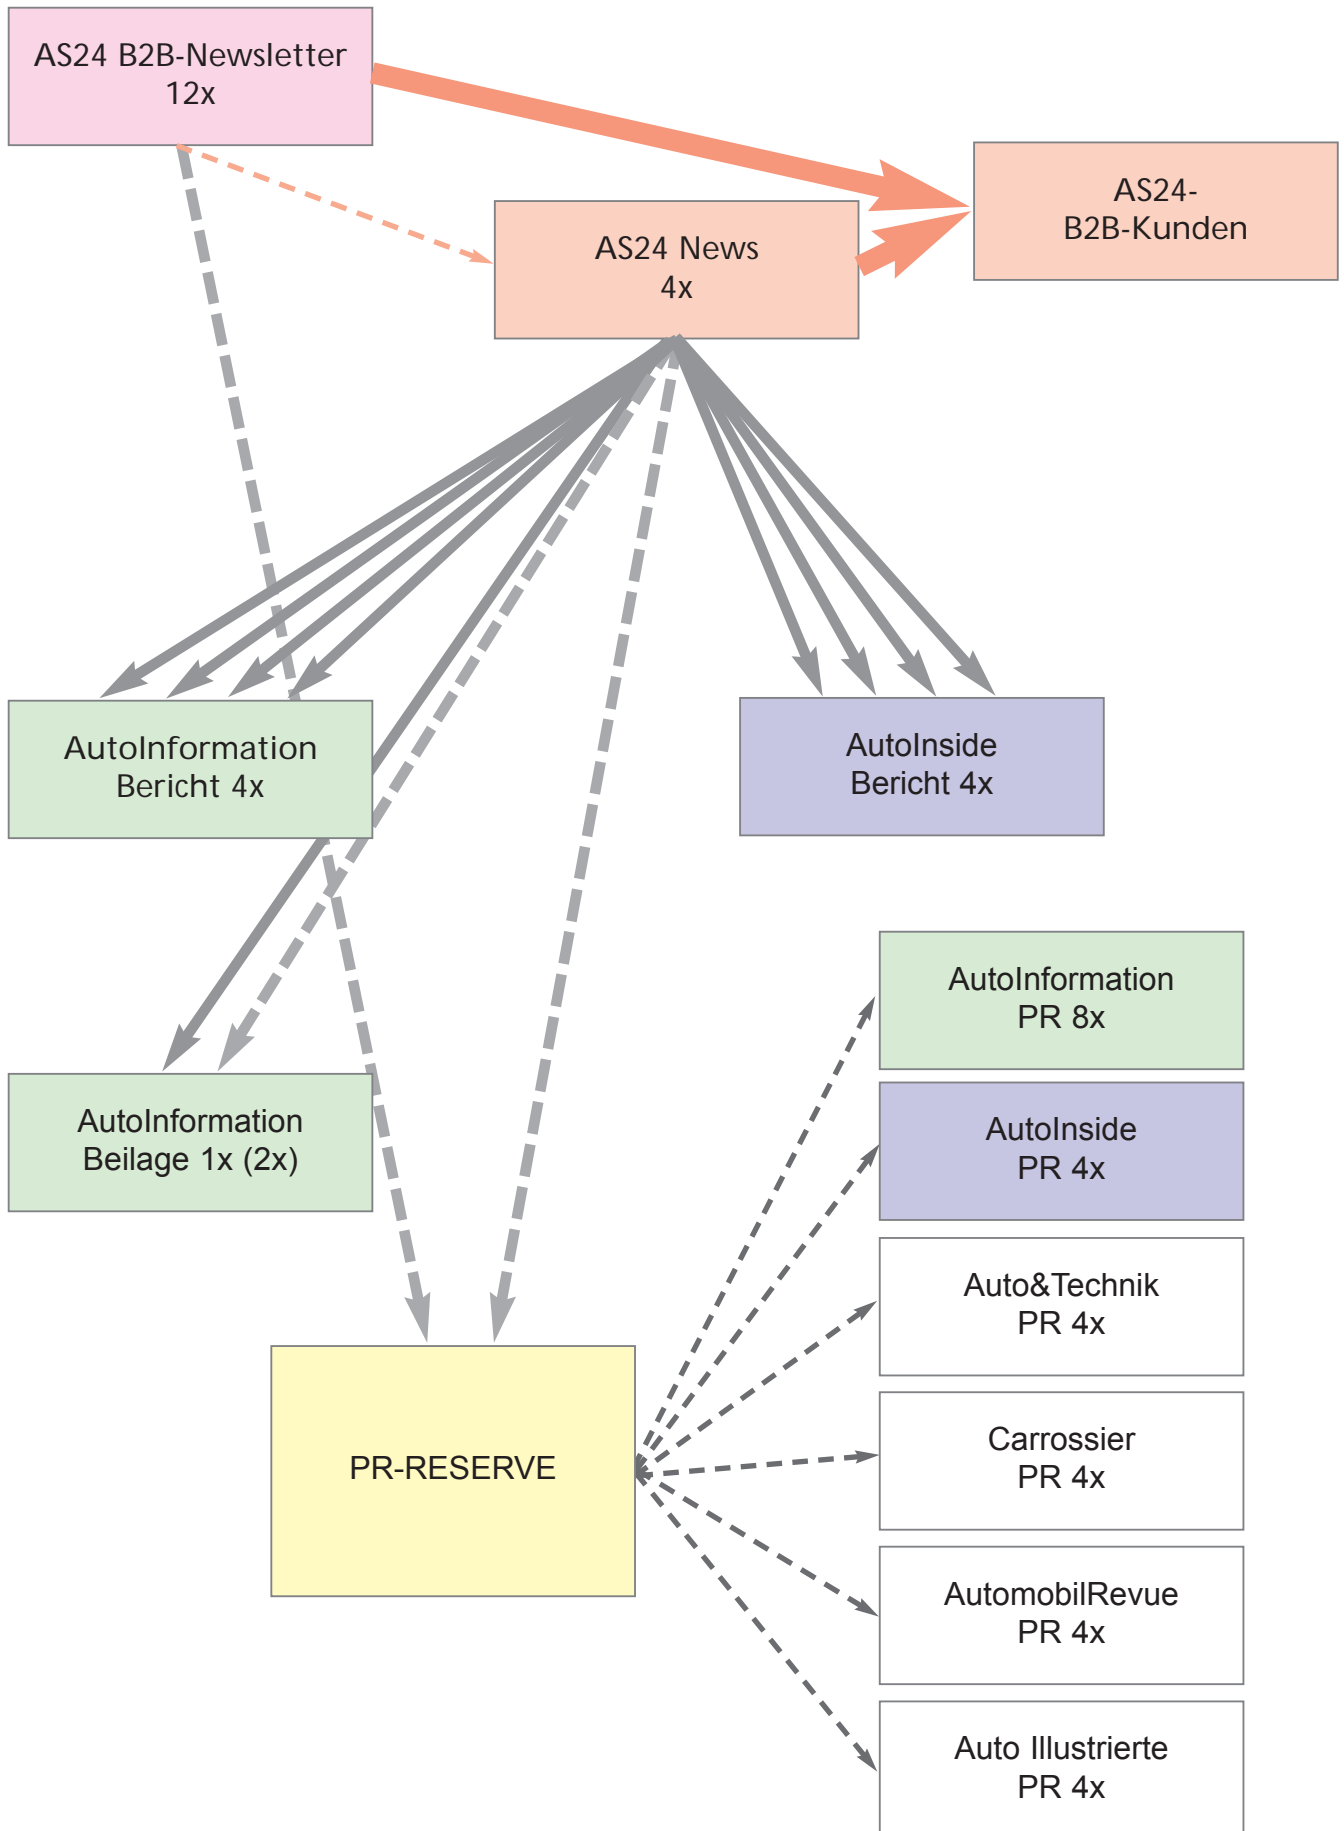 AS24 B2B-Newsletter
12x
AS24-
B2B-Kunden
AS24 News
4x
AutoInformation
Bericht 4x
AutoInside
Bericht 4x
AutoInformation
PR 8x
AutoInformation
Beilage 1x (2x)
AutoInside
PR 4x
Auto&Technik
PR 4x
PR-RESERVE
Carrossier
PR 4x
AutomobilRevue
PR 4x
Auto Illustrierte
PR 4x